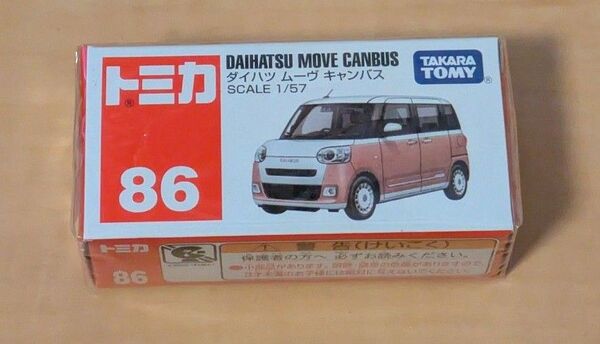 トミカ
86
DAIHATSU MOVE CANBUS
ダイハツ ムーヴ キャンバス
SCALE 1/57
TAKARA
TOMY
トミカ
86
警告(けいこく)
保護者の方へ 必ずお読みください。